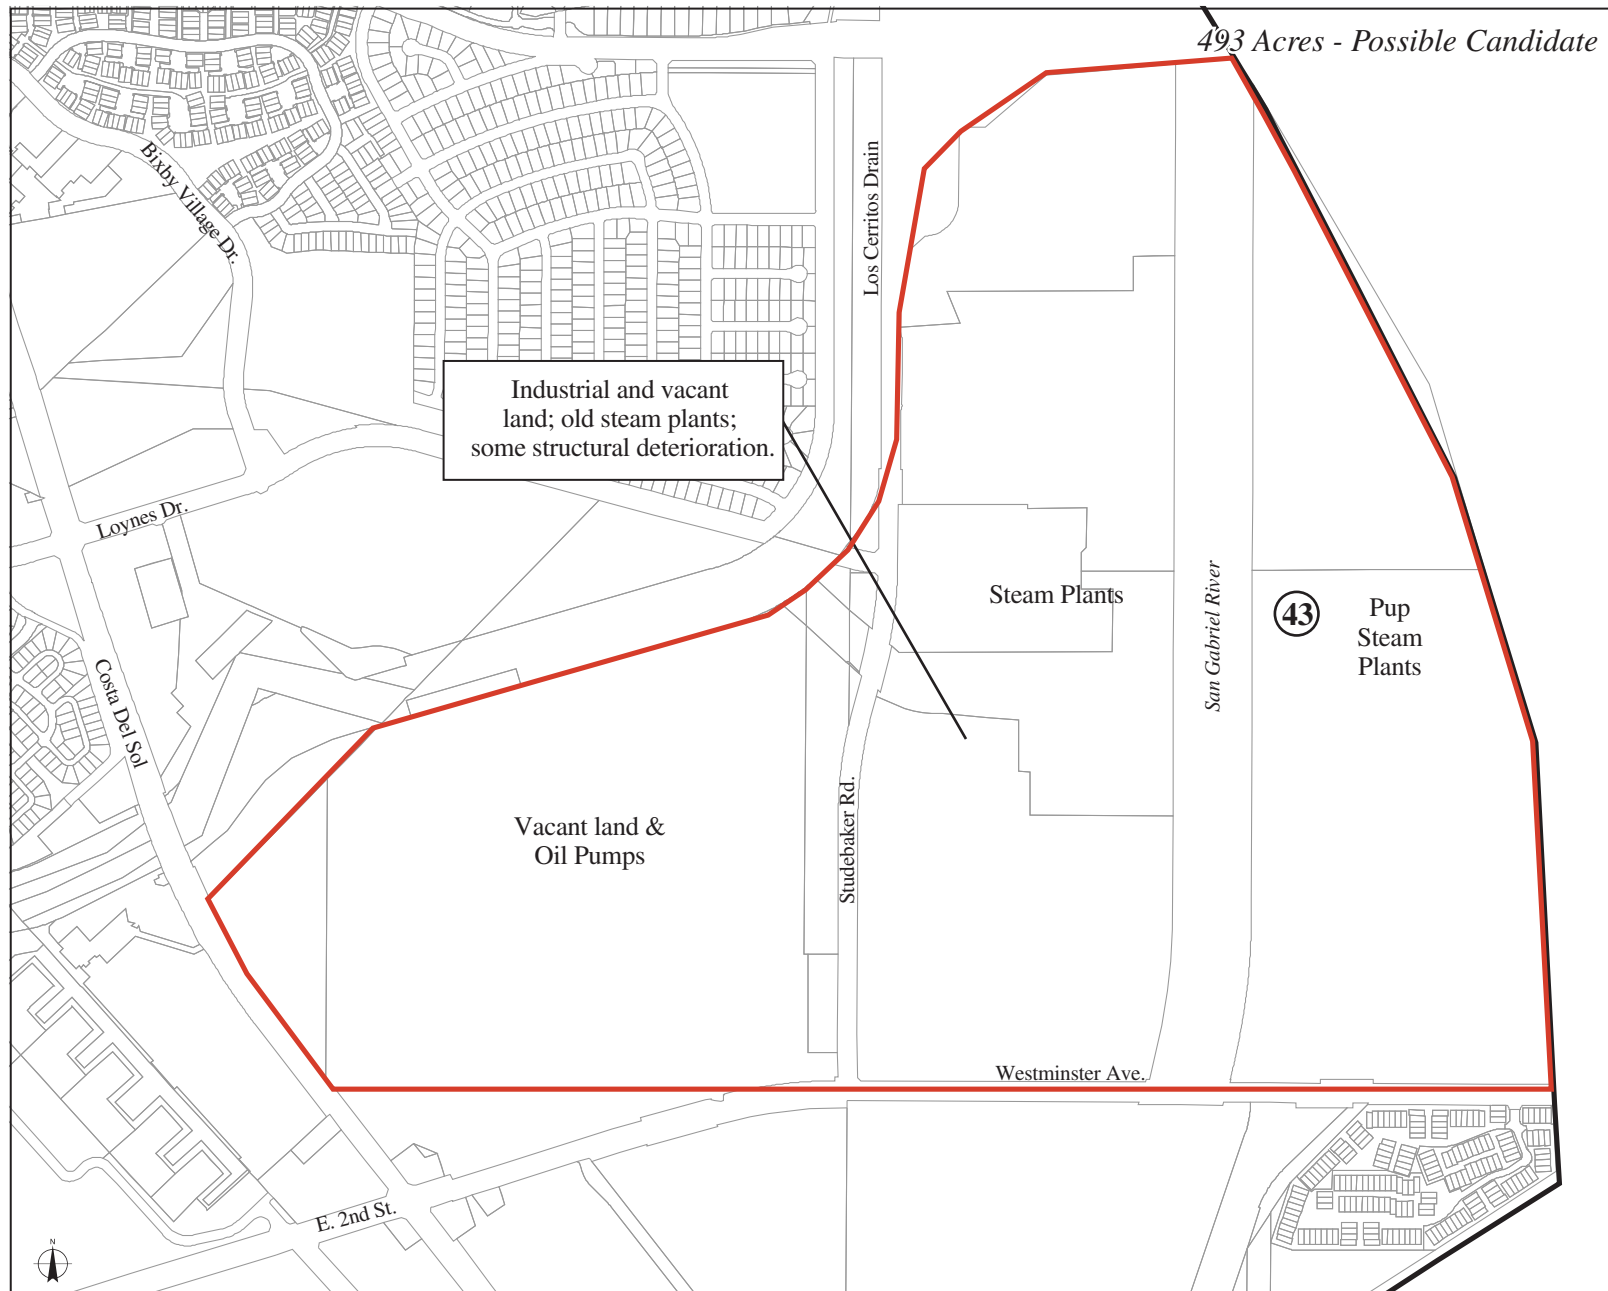 493 Acres - Possible Candidate
Bixby Village Dr.
Los Cerritos Drain
Industrial and vacant
land; old steam plants;
some structural deterioration.
Loynes Dr.
Steam Plants
San Gabriel River
43
Pup
Steam
Plants
Costa Del Sol
Vacant land &
Oil Pumps
Studebaker Rd.
Westminster Ave.
E. 2nd St.
N